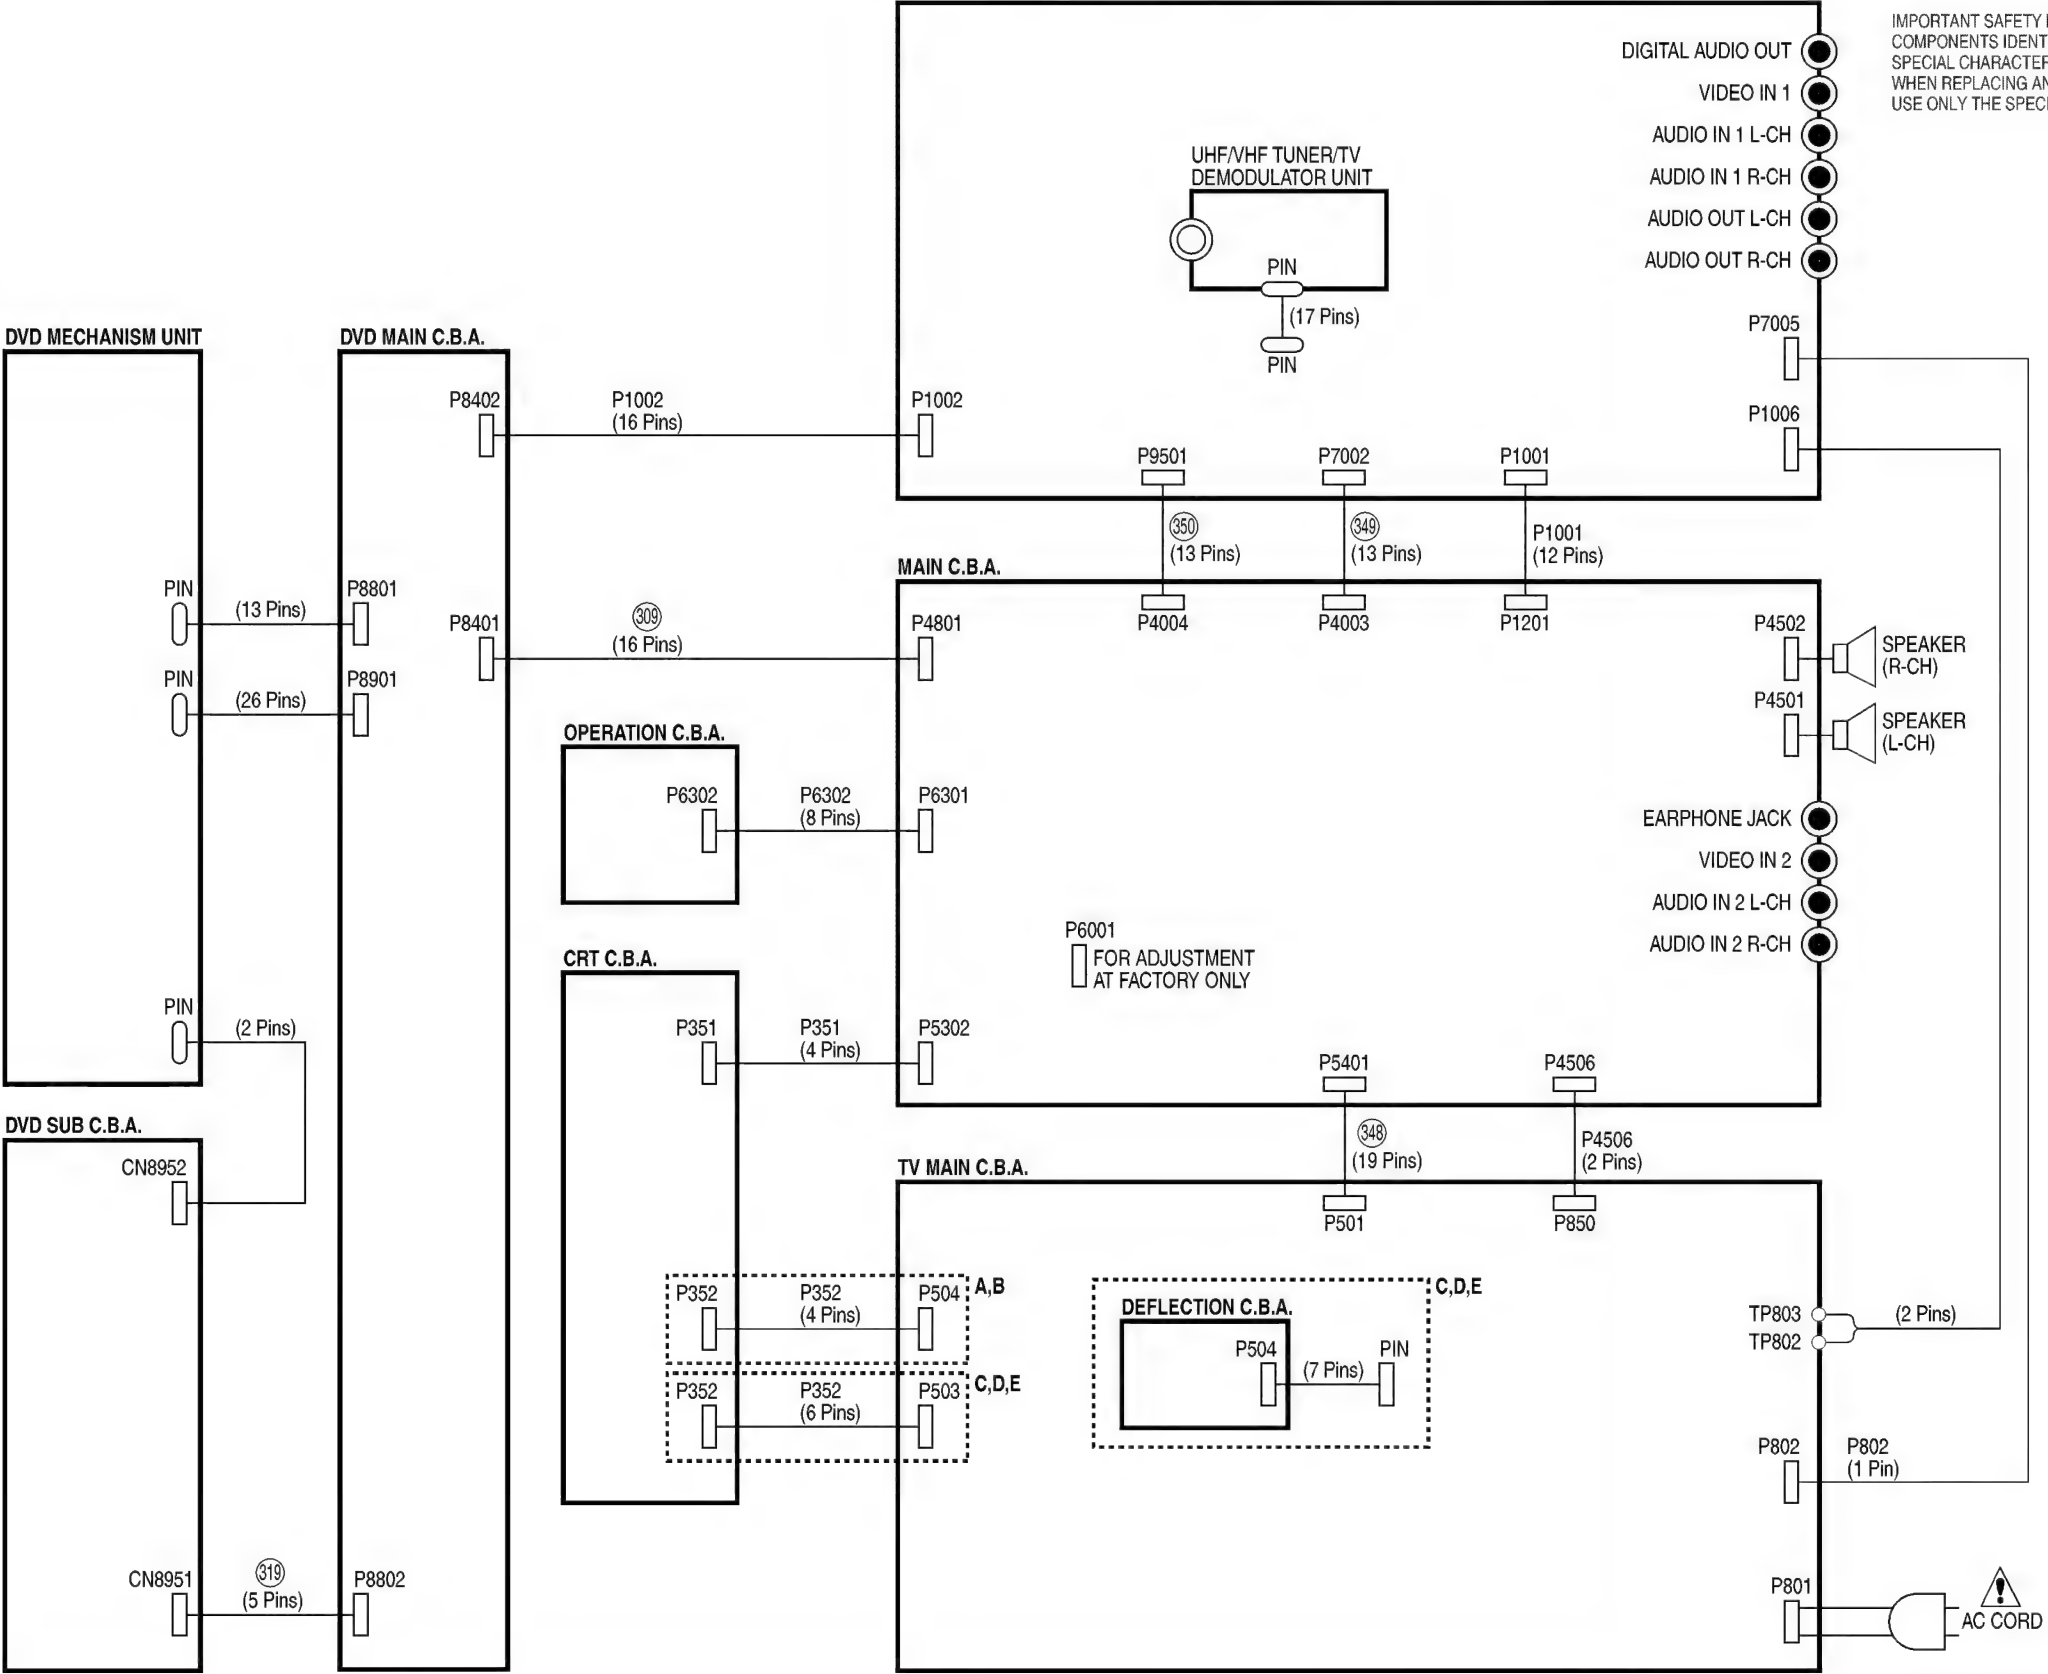 IMPORTANT SAFETY
COMPONENTS IDENT
SPECIAL CHARACTER
WHEN REPLACING AN
USE ONLY THE SPECI
DIGITAL AUDIO OUT
VIDEO IN 1
AUDIO IN 1 L-CH
AUDIO IN 1 R-CH
AUDIO OUT L-CH
AUDIO OUT R-CH
UHF/VHF TUNER/TV
DEMODULATOR UNIT
PIN
(17 Pins)
PIN
P7005
P1006
DVD MECHANISM UNIT
DVD MAIN C.B.A.
P8402
P1002
(16 Pins)
P1002
P9501
P7002
P1001
350
(13 Pins)
349
(13 Pins)
P1001
(12 Pins)
MAIN C.B.A.
P4004
P4003
P1201
PIN
(13 Pins)
P8801
P8401
309
(16 Pins)
P4801
P4502
SPEAKER
(R-CH)
PIN
(26 Pins)
P8901
P4501
SPEAKER
(L-CH)
OPERATION C.B.A.
P6302
P6302
(8 Pins)
P6301
EARPHONE JACK
VIDEO IN 2
AUDIO IN 2 L-CH
AUDIO IN 2 R-CH
P6001
FOR ADJUSTMENT
AT FACTORY ONLY
CRT C.B.A.
P351
P351
(4 Pins)
P5302
PIN
(2 Pins)
P5401
P4506
348
(19 Pins)
P4506
(2 Pins)
DVD SUB C.B.A.
CN8952
TV MAIN C.B.A.
P501
P850
P352
P352
(4 Pins)
P504
A,B
P352
P352
(6 Pins)
P503
C,D,E
DEFLECTION C.B.A.
P504
(7 Pins)
PIN
C,D,E
TP803
TP802
(2 Pins)
P802
P802
(1 Pin)
CN8951
319
(5 Pins)
P8802
P801
AC CORD